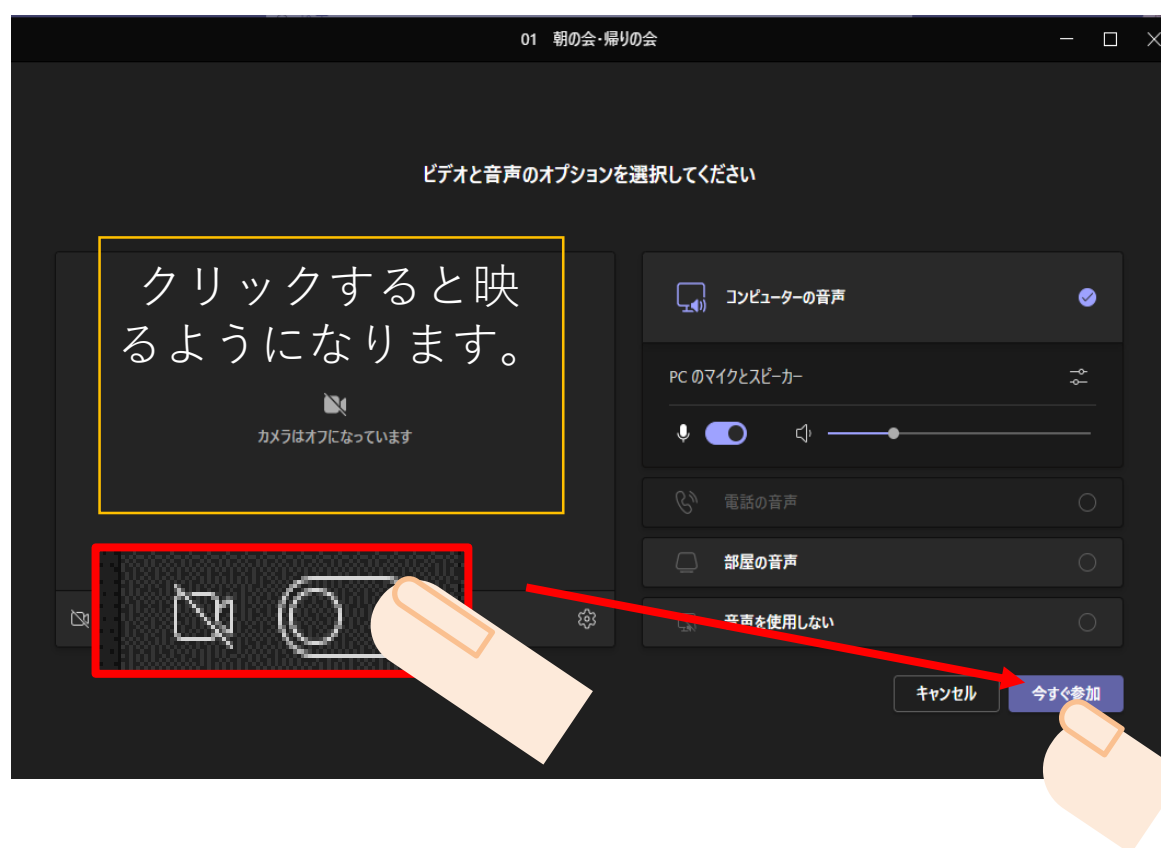 01 朝の会・帰りの会
ビデオと音声のオプションを選択してください
クリックすると映
るようになります。
カメラはオフになっています
コンピューターの音声
PC のマイクとスピーカー
電話の音声
部屋の音声
音声を使用しない
キャンセル
今すぐ参加